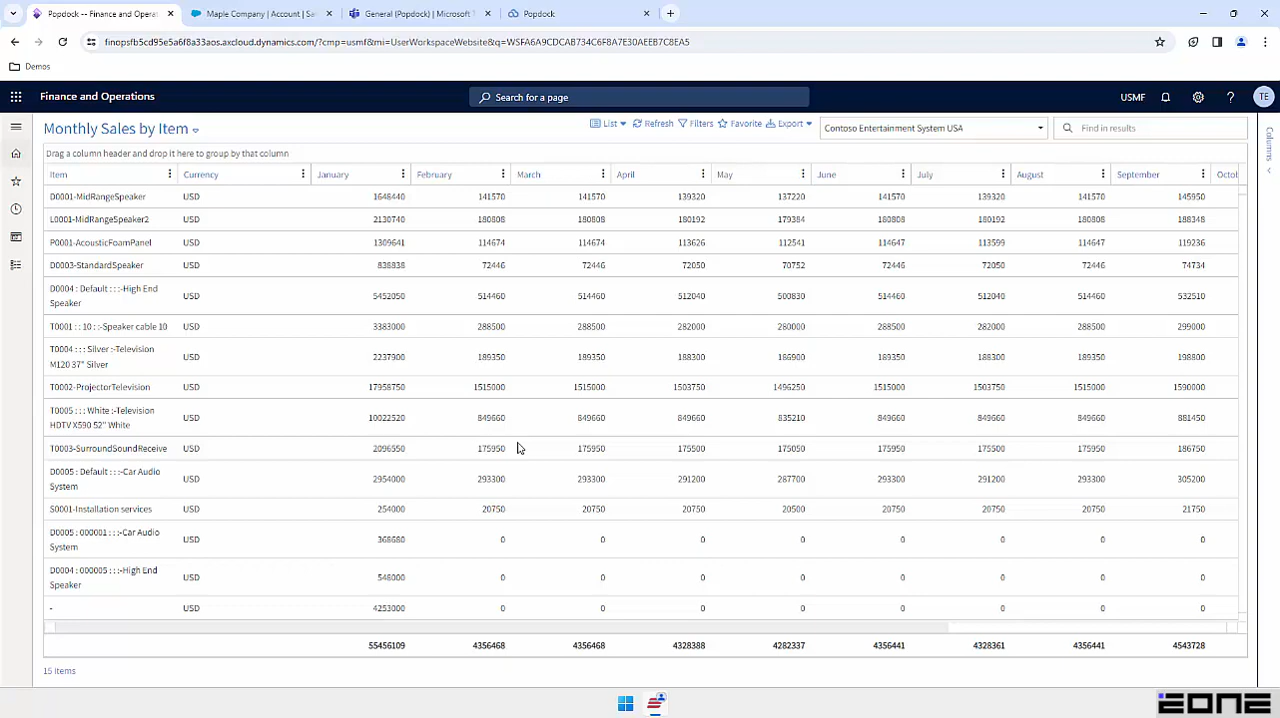 Popdock -- Finance and Opera
Maple Company | Account | Sa
General (Popdock) | Microsoft
Popdock
finopsfb5cd95e5a6f8a33aos.axcloud.dynamics.com/?cmp=usmf&mi=UserWorkspaceWebsite&q=WSFA6A9CDCAB734C6F8A7E30AEEB7C8EA5
Demos
Finance and Operations
Search for a page
USMF
TE
Monthly Sales by Item
List Refresh Filters Favorite Export
Contoso Entertainment System USA
Find in results
Columns
Drag a column header and drop it here to group by that column
Item Currency January February March April May June July August September Octob
D0001-MidRangeSpeaker USD 1648440 141570 141570 139320 137220 141570 139320 141570 145950
L0001-MidRangeSpeaker2 USD 2130740 180808 180808 180192 179384 180808 180192 180808 188348
P0001-AcousticFoamPanel USD 1309641 114674 114674 113626 112541 114647 113599 114647 119236
D0003-StandardSpeaker USD 838838 72446 72446 72050 70752 72446 72050 72446 74734
D0004 : Default : : :-High End
Speaker USD 5452050 514460 514460 512040 500830 514460 512040 514460 532510
T0001 : : 10 : :-Speaker cable 10 USD 3383000 288500 288500 282000 280000 288500 282000 288500 299000
T0004 : : : Silver :-Television
M120 37" Silver USD 2237900 189350 189350 188300 186900 189350 188300 189350 198800
T0002-ProjectorTelevision USD 17958750 1515000 1515000 1503750 1496250 1515000 1503750 1515000 1590000
T0005 : : : White :-Television
HDTV X590 52" White USD 10022520 849660 849660 849660 835210 849660 849660 849660 881450
T0003-SurroundSoundReceive USD 2096550 175950 175950 175500 175050 175950 175500 175950 186750
D0005 : Default : : :-Car Audio
System USD 2954000 293300 293300 291200 287700 293300 291200 293300 305200
S0001-Installation services USD 254000 20750 20750 20750 20500 20750 20750 20750 21750
D0005 : 000001 : : :-Car Audio
System USD 368680 0 0 0 0 0 0 0 0
D0004 : 000005 : : :-High End
Speaker USD 548000 0 0 0 0 0 0 0 0
- USD 4253000 0 0 0 0 0 0 0 0
55456109 4356468 4356468 4328388 4282337 4356441 4328361 4356441 4543728
15 items
eone